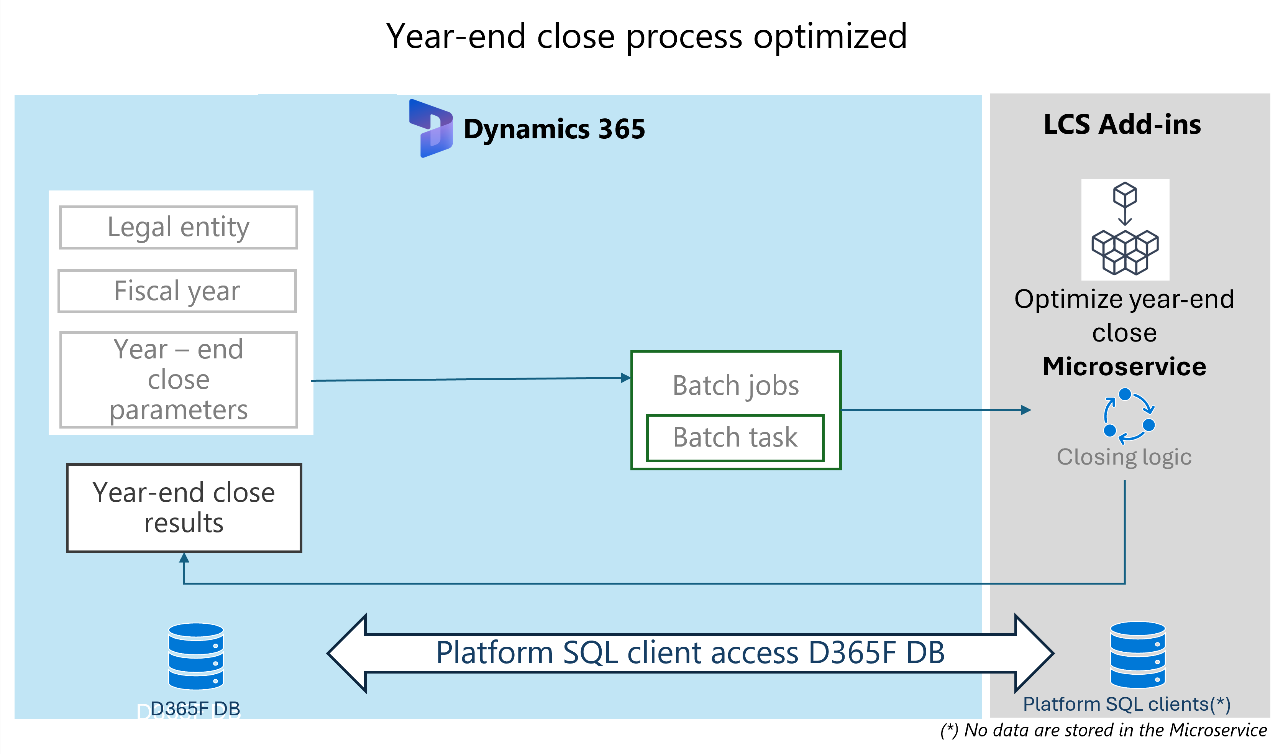 Year-end close process optimized
Dynamics 365
LCS Add-ins
Legal entity
Fiscal year
Year – end
close
parameters
Batch jobs
Batch task
Optimize year-end
close
Microservice
Closing logic
Year-end close
results
Platform SQL client access D365F DB
D365F DB
Platform SQL clients(*)
(*) No data are stored in the Microservice